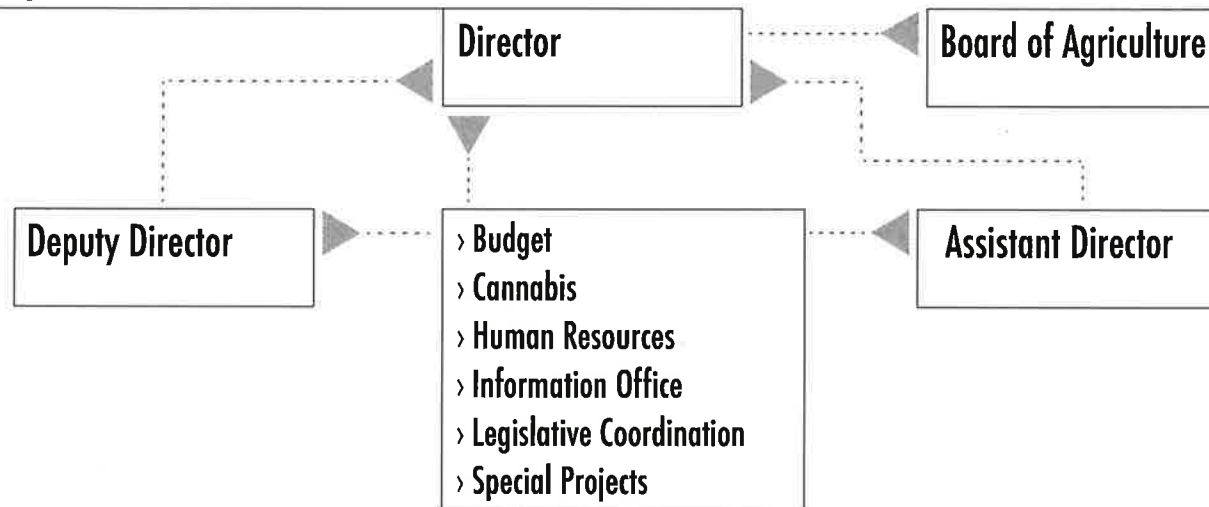 Director
Board of Agriculture
Deputy Director
› Budget
› Cannabis
› Human Resources
› Information Office
› Legislative Coordination
› Special Projects
Assistant Director